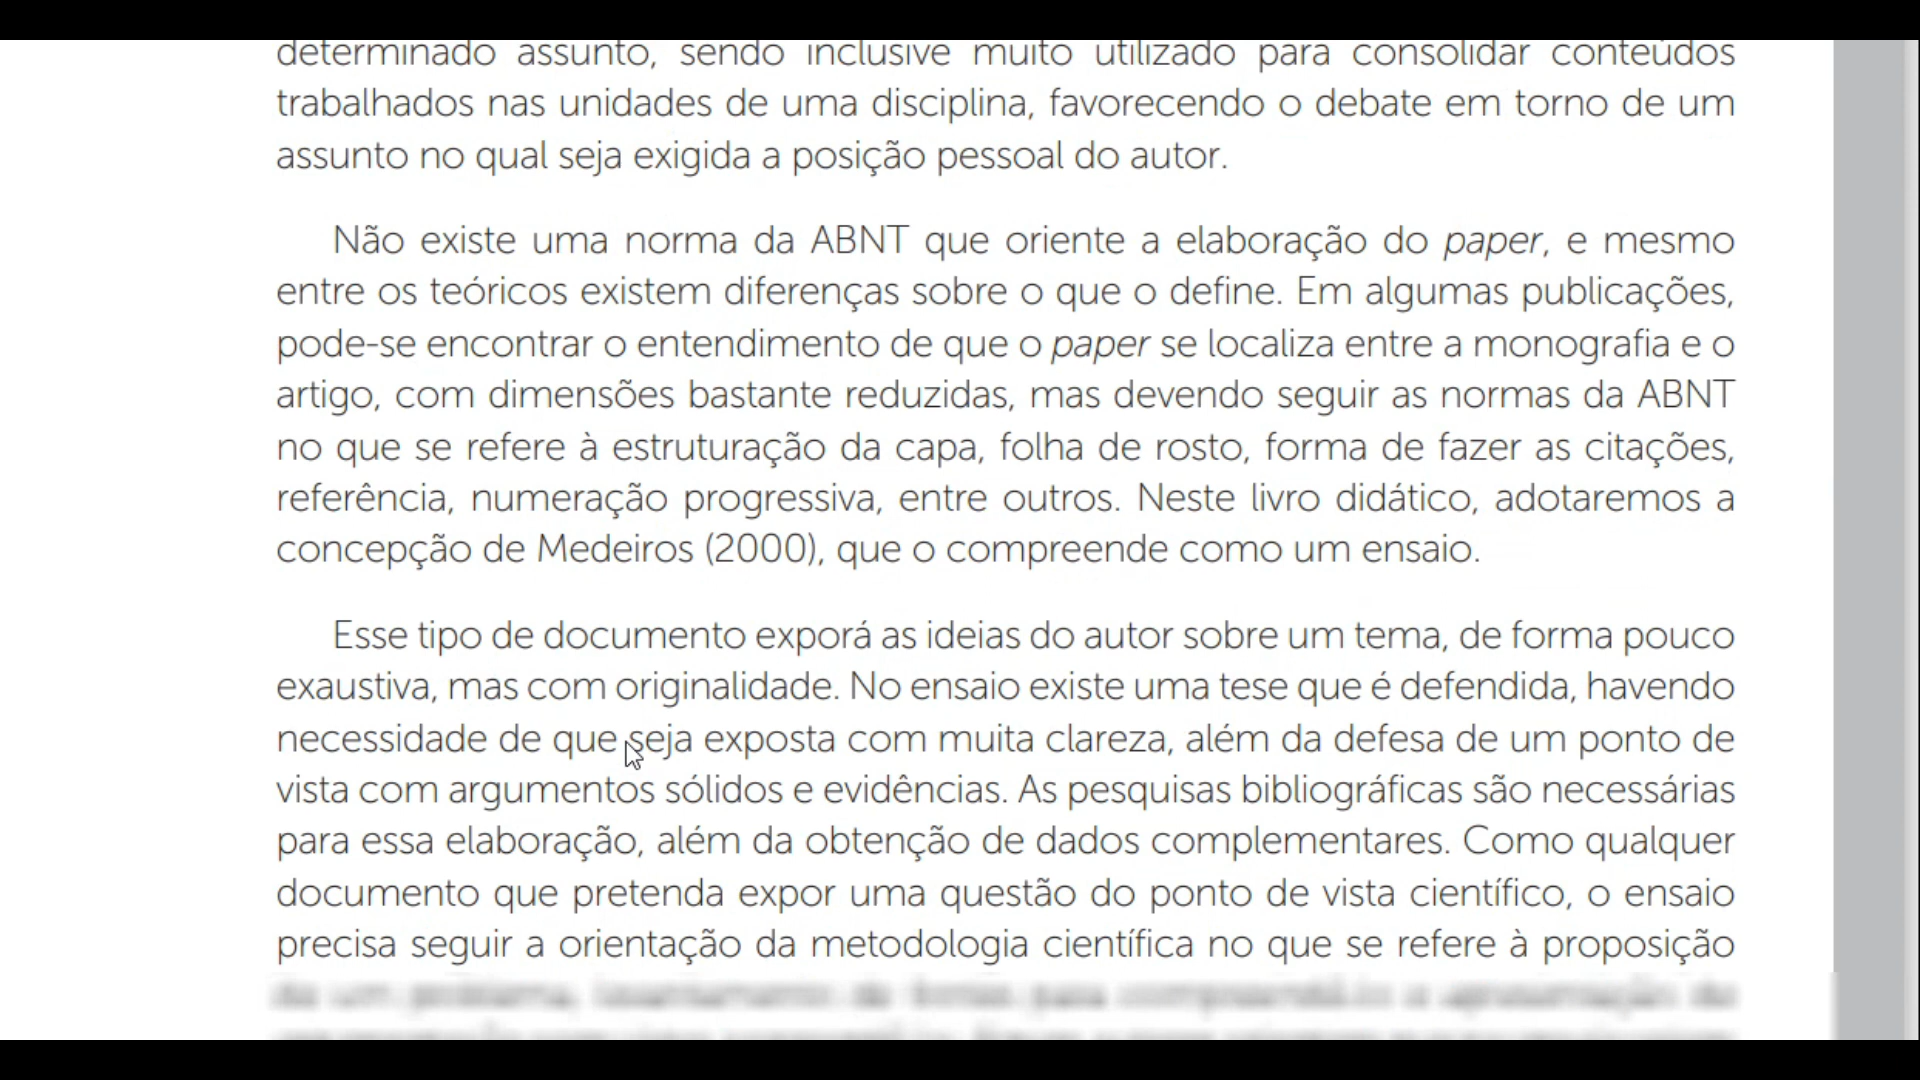 determinado assunto, sendo inclusive muito utilizado para consolidar conteúdos
trabalhados nas unidades de uma disciplina, favorecendo o debate em torno de um
assunto no qual seja exigida a posição pessoal do autor.
Não existe uma norma da ABNT que oriente a elaboração do paper, e mesmo
entre os teóricos existem diferenças sobre o que o define. Em algumas publicações,
pode-se encontrar o entendimento de que o paper se localiza entre a monografia e o
artigo, com dimensões bastante reduzidas, mas devendo seguir as normas da ABNT
no que se refere à estruturação da capa, folha de rosto, forma de fazer as citações,
referência, numeração progressiva, entre outros. Neste livro didático, adotaremos a
concepção de Medeiros (2000), que o compreende como um ensaio.
Esse tipo de documento exporá as ideias do autor sobre um tema, de forma pouco
exaustiva, mas com originalidade. No ensaio existe uma tese que é defendida, havendo
necessidade de que seja exposta com muita clareza, além da defesa de um ponto de
vista com argumentos sólidos e evidências. As pesquisas bibliográficas são necessárias
para essa elaboração, além da obtenção de dados complementares. Como qualquer
documento que pretenda expor uma questão do ponto de vista científico, o ensaio
precisa seguir a orientação da metodologia científica no que se refere à proposição